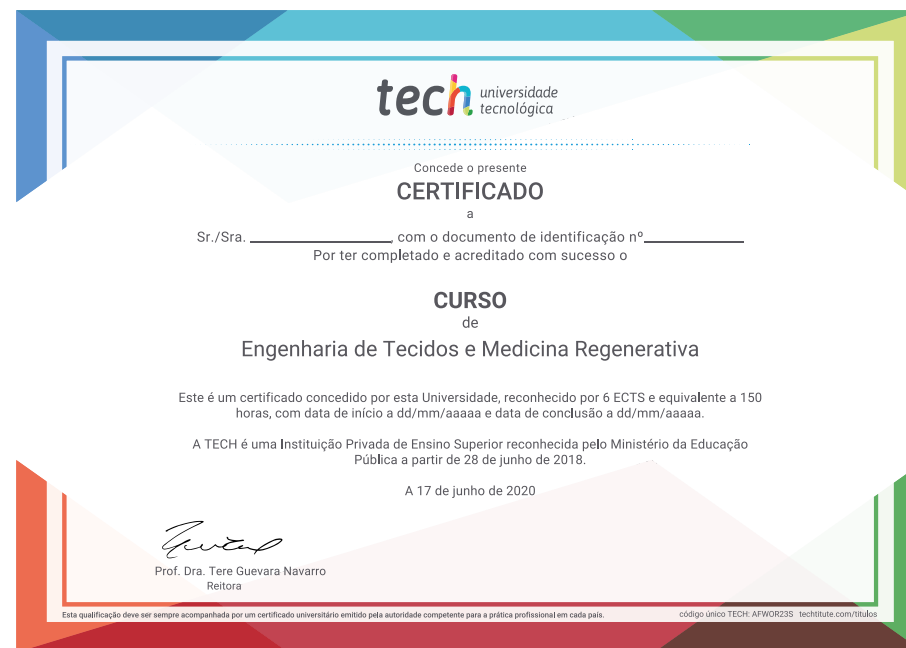 tech universidade
tecnológica
Concede o presente
CERTIFICADO
a
Sr./Sra. ____________, com o documento de identificação nº____________
Por ter completado e acreditado com sucesso o
CURSO
de
Engenharia de Tecidos e Medicina Regenerativa
Este é um certificado concedido por esta Universidade, reconhecido por 6 ECTS e equivalente a 150
horas, com data de início a dd/mm/aaaaa e data de conclusão a dd/mm/aaaaa.
A TECH é uma Instituição Privada de Ensino Superior reconhecida pelo Ministério da Educação
Pública a partir de 28 de junho de 2018.
A 17 de junho de 2020
Prof. Dra. Tere Guevara Navarro
Reitora
Esta qualificação deve ser sempre acompanhada por um certificado universitário emitido pela autoridade competente para a prática profissional em cada país.
código único TECH: AFWOR23S techtitute.com/titulos